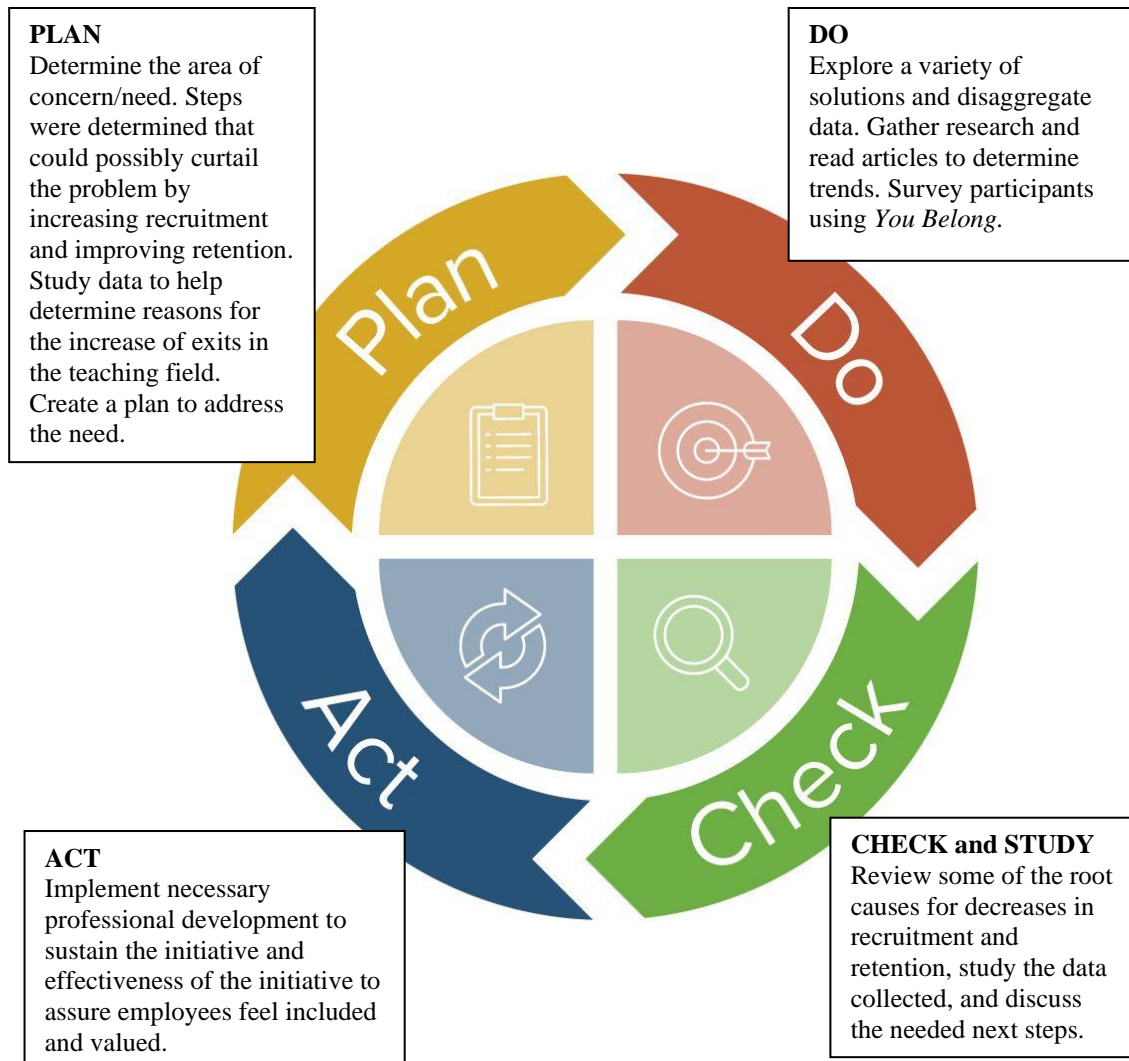 PLAN
Determine the area of
concern/need. Steps
were determined that
could possibly curtail
the problem by
increasing recruitment
and improving retention.
Study data to help
determine reasons for
the increase of exits in
the teaching field.
Create a plan to address
the need.
DO
Explore a variety of
solutions and disaggregate
data. Gather research and
read articles to determine
trends. Survey participants
using You Belong.
Plan
Do
Check
Act
CHECK and STUDY
Review some of the root
causes for decreases in
recruitment and
retention, study the data
collected, and discuss
the needed next steps.
ACT
Implement necessary
professional development to
sustain the initiative and
effectiveness of the initiative to
assure employees feel included
and valued.